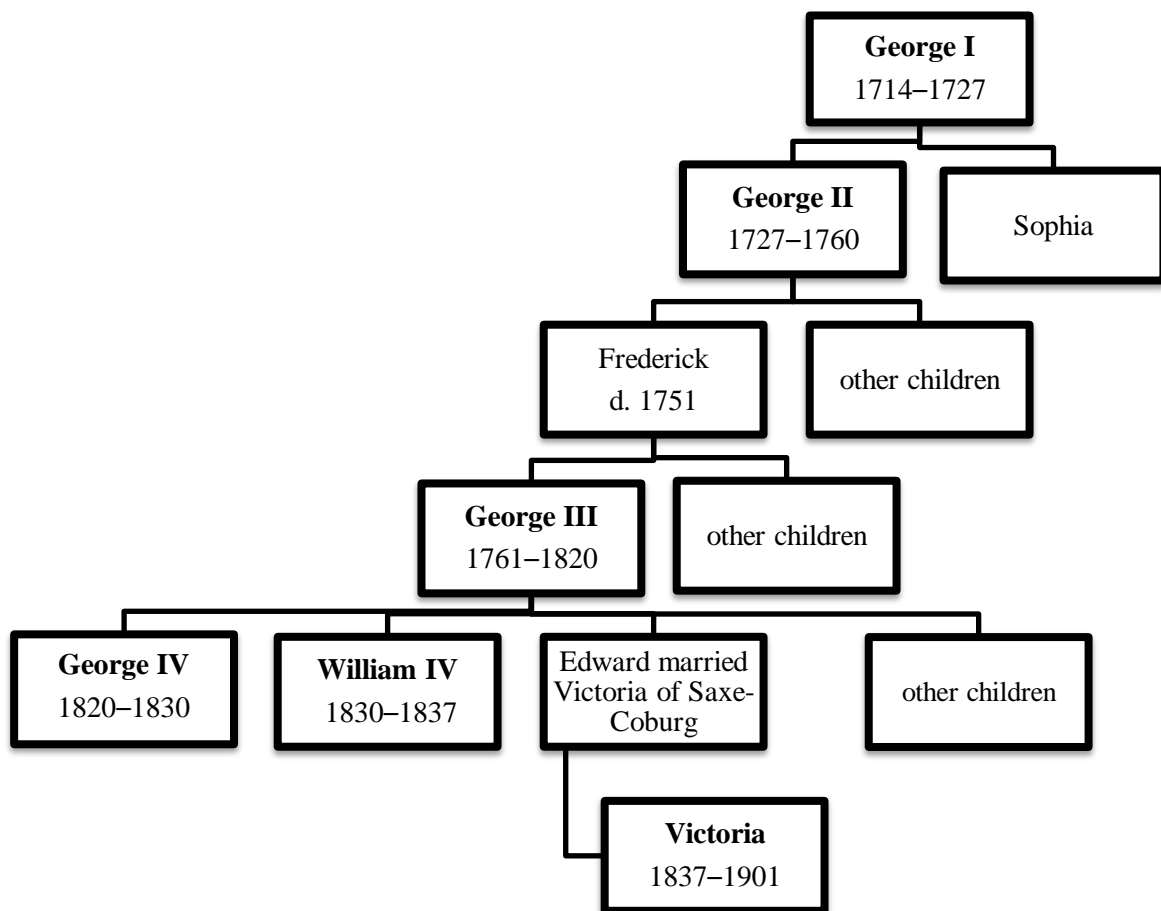 George I
1714–1727
George II
1727–1760
Sophia
Frederick
d. 1751
other children
George III
1761–1820
other children
George IV
1820–1830
William IV
1830–1837
Edward married
Victoria of Saxe-
Coburg
other children
Victoria
1837–1901